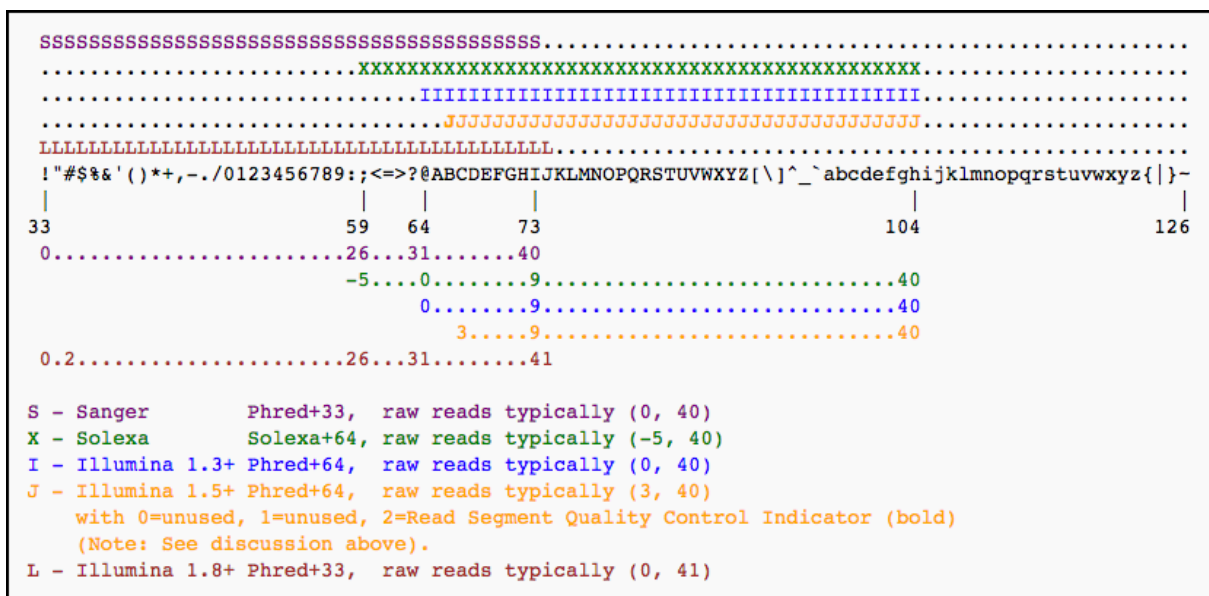 SSSSSSSSSSSSSSSSSSSSSSSSSSSSSSSSSSSSSSSSS.....................................................
..........................XXXXXXXXXXXXXXXXXXXXXXXXXXXXXXXXXXXXXXXXXXXXXX......................
...............................IIIIIIIIIIIIIIIIIIIIIIIIIIIIIIIIIIIIIIIII......................
.................................JJJJJJJJJJJJJJJJJJJJJJJJJJJJJJJJJJJJJJJ......................
LLLLLLLLLLLLLLLLLLLLLLLLLLLLLLLLLLLLLLLLLL....................................................
!"#$%&'()*+,-./0123456789:;<=>?@ABCDEFGHIJKLMNOPQRSTUVWXYZ[\]^_`abcdefghijklmnopqrstuvwxyz{|}~
| | | | | |
33 59 64 73 104 126
0........................26...31.......40
-5....0........9.............................40
0........9.............................40
3.....9.............................40
0.2......................26...31........41
S - Sanger Phred+33, raw reads typically (0, 40)
X - Solexa Solexa+64, raw reads typically (-5, 40)
I - Illumina 1.3+ Phred+64, raw reads typically (0, 40)
J - Illumina 1.5+ Phred+64, raw reads typically (3, 40)
with 0=unused, 1=unused, 2=Read Segment Quality Control Indicator (bold)
(Note: See discussion above).
L - Illumina 1.8+ Phred+33, raw reads typically (0, 41)